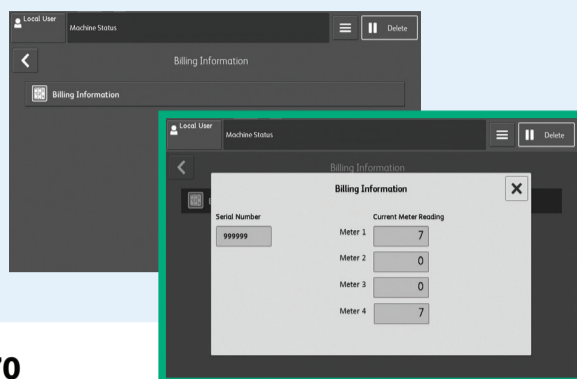 Local User
Machine Status
Delete
Billing Information
Billing Information
Local User
Machine Status
Delete
Billing Information
Billing Information
Serial Number
Current Meter Reading
999999
Meter 1
7
Meter 2
0
Meter 3
0
Meter 4
7